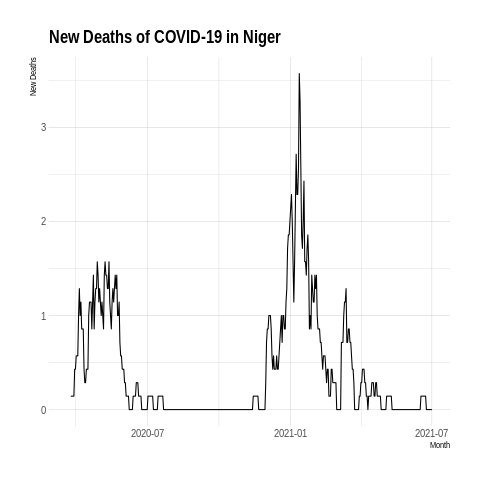 New Deaths of COVID-19 in Niger
New Deaths
3
2
1
0
2020-07
2021-01
2021-07
Month